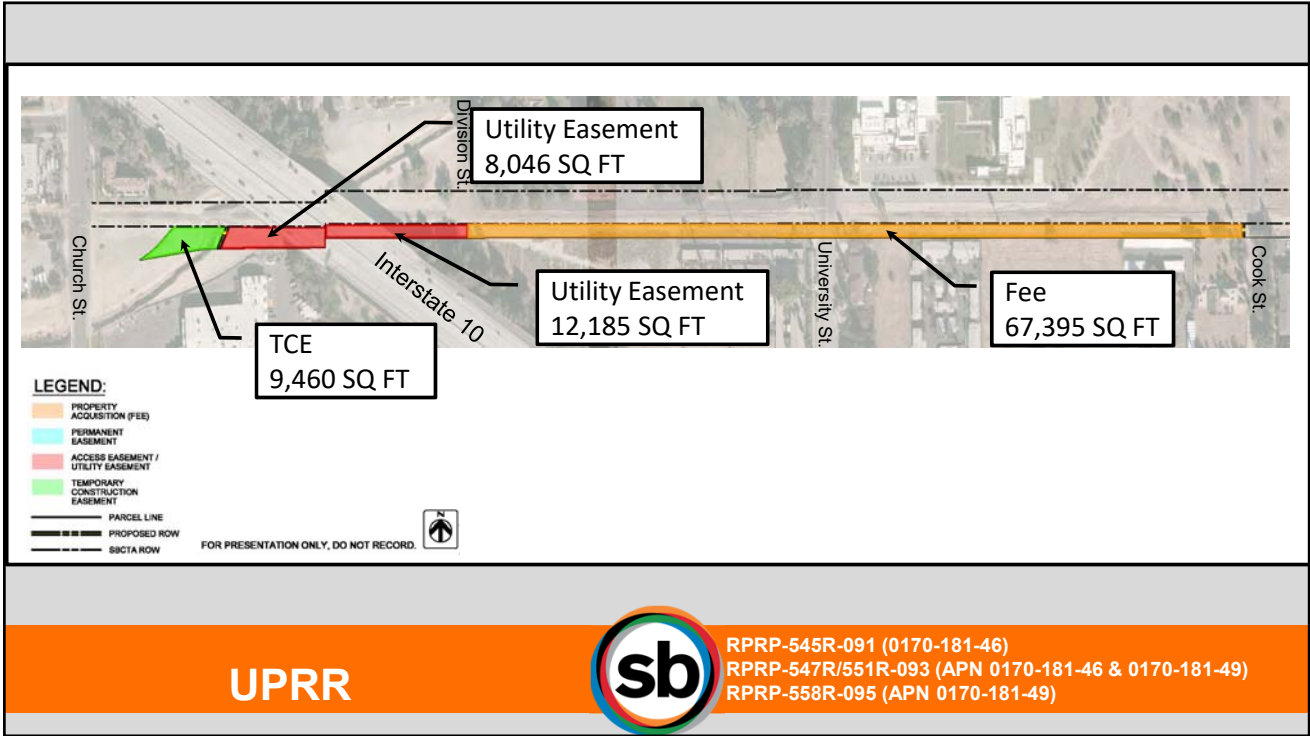 Division St.
Utility Easement
8,046 SQ FT
Church St.
Interstate 10
Utility Easement
12,185 SQ FT
University St.
Fee
67,395 SQ FT
Cook St.
TCE
9,460 SQ FT
LEGEND:
PROPERTY
ACQUISITION (FEE)
PERMANENT
EASEMENT
ACCESS EASEMENT /
UTILITY EASEMENT
TEMPORARY
CONSTRUCTION
EASEMENT
PARCEL LINE
PROPOSED ROW
SBCTA ROW
FOR PRESENTATION ONLY, DO NOT RECORD.
N
UPRR
sb
RPRP-545R-091 (0170-181-46)
RPRP-547R/551R-093 (APN 0170-181-46 & 0170-181-49)
RPRP-558R-095 (APN 0170-181-49)